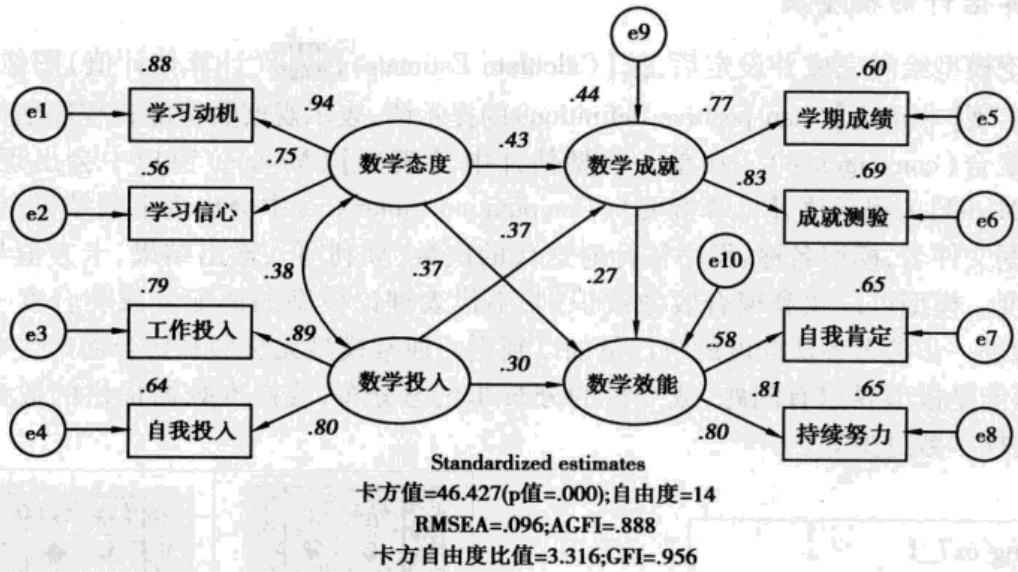 e9
.88
.94
.44
.77
.60
e1
学习动机
数学态度
.43
数学成就
学期成绩
e5
.75
.56
.83
.69
e2
学习信心
成就测验
e6
.37
.38
.37
.27
e10
.79
.65
e3
工作投入
.89
.58
自我肯定
e7
.64
数学投入
.30
数学效能
.81
.65
e4
自我投入
.80
.80
持续努力
e8
Standardized estimates
卡方值=46.427(p值=.000);自由度=14
RMSEA=.096;AGFI=.888
卡方自由度比值=3.316;GFI=.956